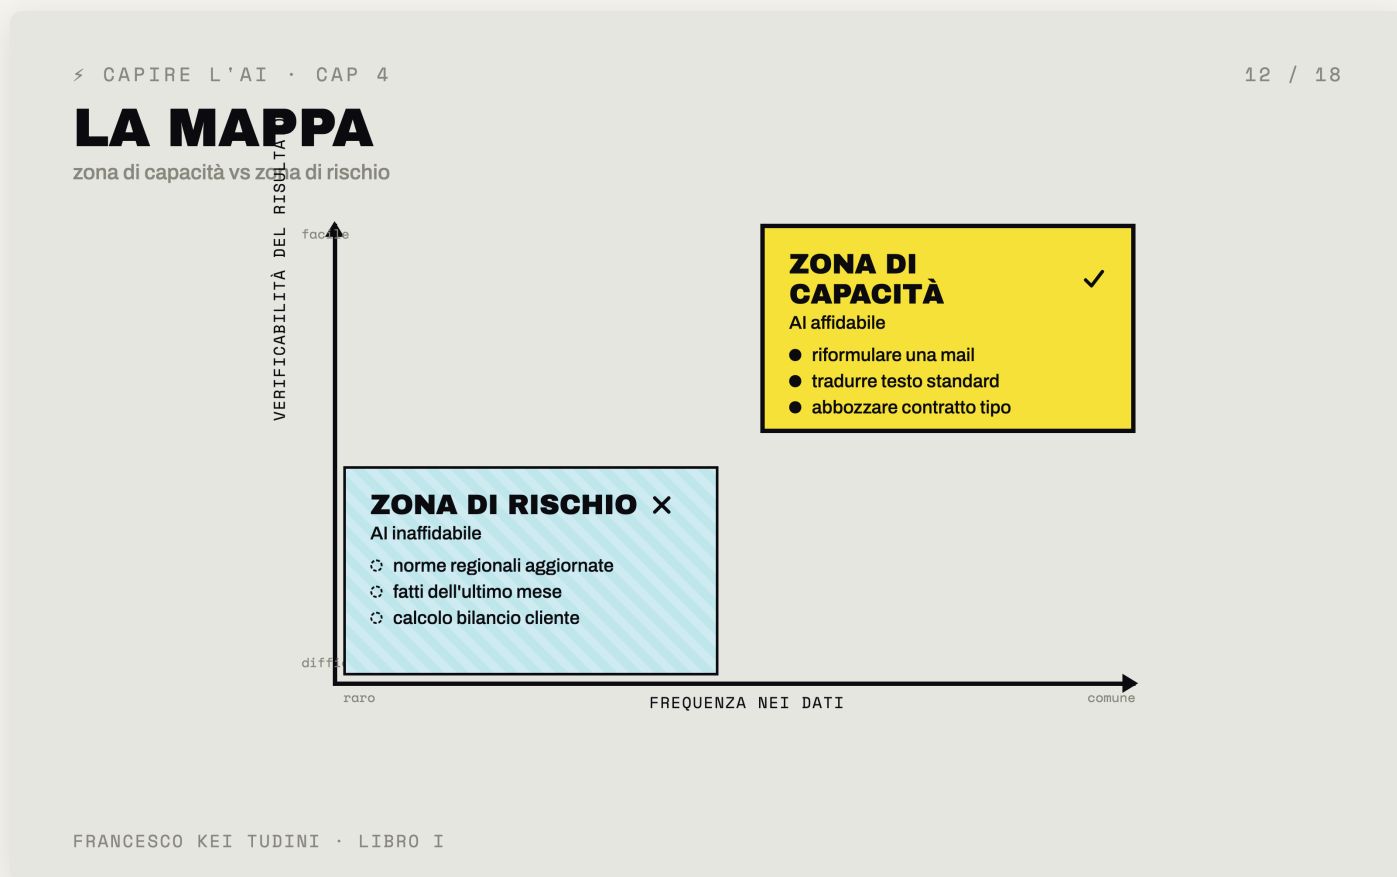 ⚡ CAPIRE L'AI · CAP 4
12 / 18
LA MAPPA
zona di capacità vs zona di rischio
VERIFICABILITÀ DEL RISULTATO
facile
ZONA DI
CAPACITÀ
AI affidabile
riformulare una mail
tradurre testo standard
abbozzare contratto tipo
ZONA DI RISCHIO
AI inaffidabile
norme regionali aggiornate
fatti dell'ultimo mese
calcolo bilancio cliente
raro
FREQUENZA NEI DATI
comune
FRANCESCO KEI TUDINI · LIBRO I